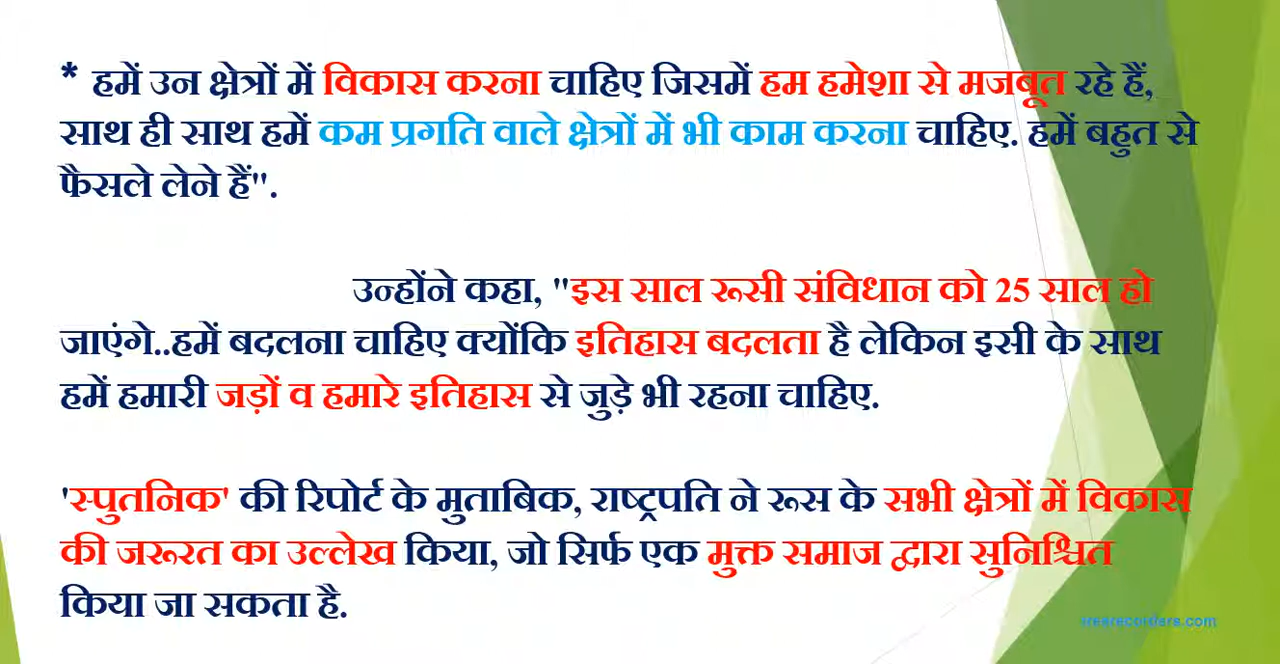 * हमें उन क्षेत्रों में विकास करना चाहिए जिसमें हम हमेशा से मजबूत रहे हैं,
साथ ही साथ हमें कम प्रगति वाले क्षेत्रों में भी काम करना चाहिए. हमें बहुत से
फैसले लेने हैं".
उन्होंने कहा, "इस साल रूसी संविधान को 25 साल हो
जाएंगे..हमें बदलना चाहिए क्योंकि इतिहास बदलता है लेकिन इसी के साथ
हमें हमारी जड़ों व हमारे इतिहास से जुड़े भी रहना चाहिए.
'स्पुतनिक' की रिपोर्ट के मुताबिक, राष्ट्रपति ने रूस के सभी क्षेत्रों में विकास
की जरूरत का उल्लेख किया, जो सिर्फ एक मुक्त समाज द्वारा सुनिश्चित
किया जा सकता है.